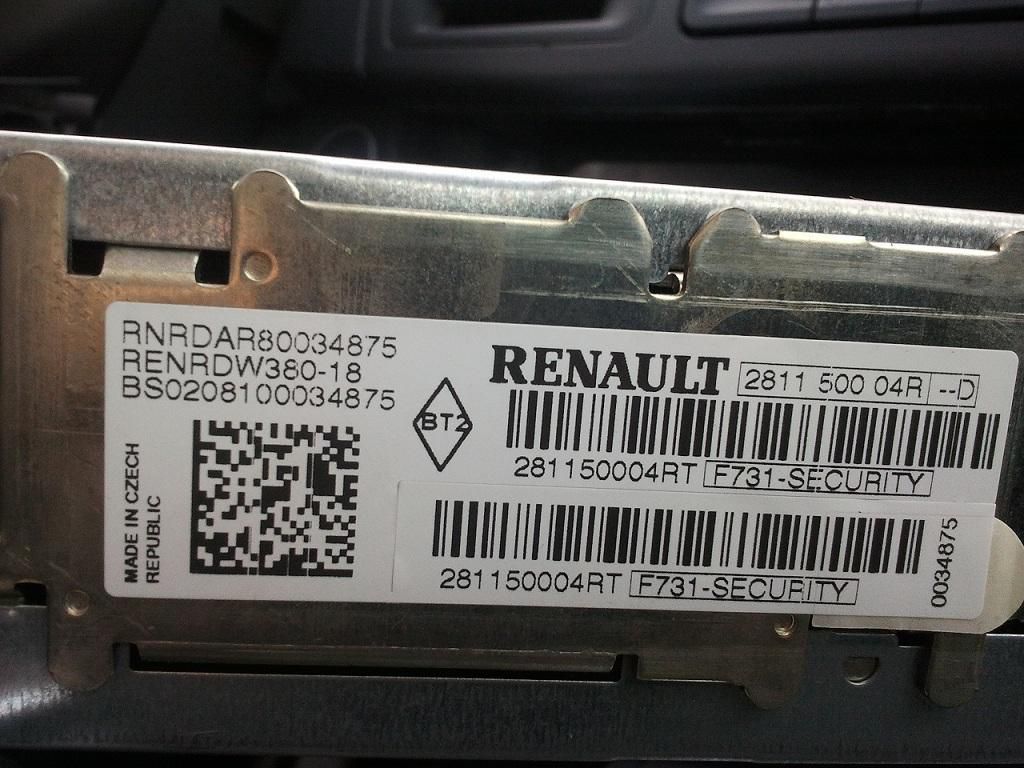 RNRDAR80034875
RENRDW380-18
BS0208100034875
MADE IN CZECH
REPUBLIC
BT2
RENAULT 2811 500 04R --D
281150004RT F731-SECURITY
281150004RT F731-SECURITY
0034875